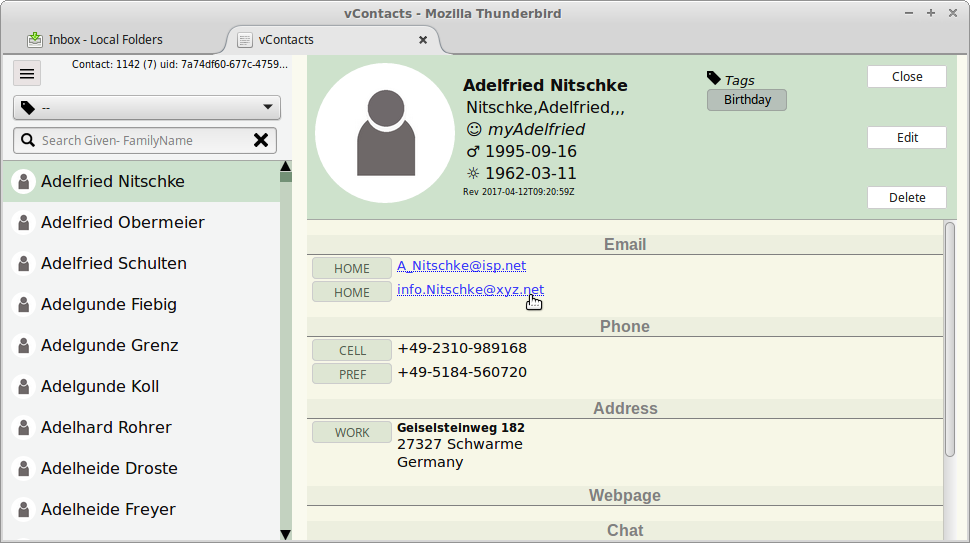 vContacts - Mozilla Thunderbird
Inbox - Local Folders
vContacts
Contact: 1142 (7) uid: 7a74df60-677c-4759...
--
Search Given- FamilyName
Adelfried Nitschke
Adelfried Obermeier
Adelfried Schulten
Adelgunde Fiebig
Adelgunde Grenz
Adelgunde Koll
Adelhard Rohrer
Adelheide Droste
Adelheide Freyer
Adelfried Nitschke
Nitschke,Adelfried,,,
☺ myAdelfried
♂ 1995-09-16
☼ 1962-03-11
Rev 2017-04-12T09:20:59Z
Tags
Birthday
Close
Edit
Delete
Email
HOME A_Nitschke@isp.net
HOME info.Nitschke@xyz.net
Phone
CELL +49-2310-989168
PREF +49-5184-560720
Address
WORK Geiselsteinweg 182
27327 Schwarme
Germany
Webpage
Chat